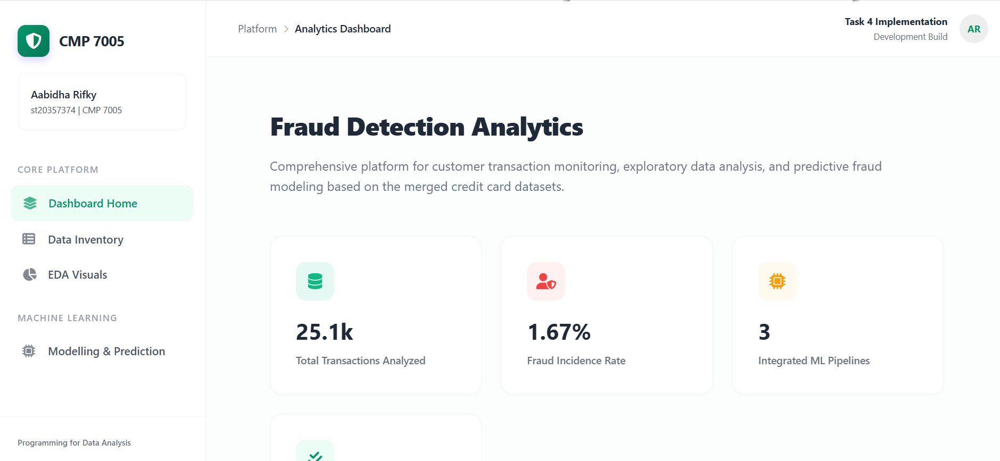 CMP 7005
Aabidha Rifky
st20357374 | CMP 7005
CORE PLATFORM
Dashboard Home
Data Inventory
EDA Visuals
MACHINE LEARNING
Modelling & Prediction
Programming for Data Analysis
Platform > Analytics Dashboard
Task 4 Implementation
Development Build
AR
Fraud Detection Analytics
Comprehensive platform for customer transaction monitoring, exploratory data analysis, and predictive fraud
modeling based on the merged credit card datasets.
25.1k
Total Transactions Analyzed
1.67%
Fraud Incidence Rate
3
Integrated ML Pipelines